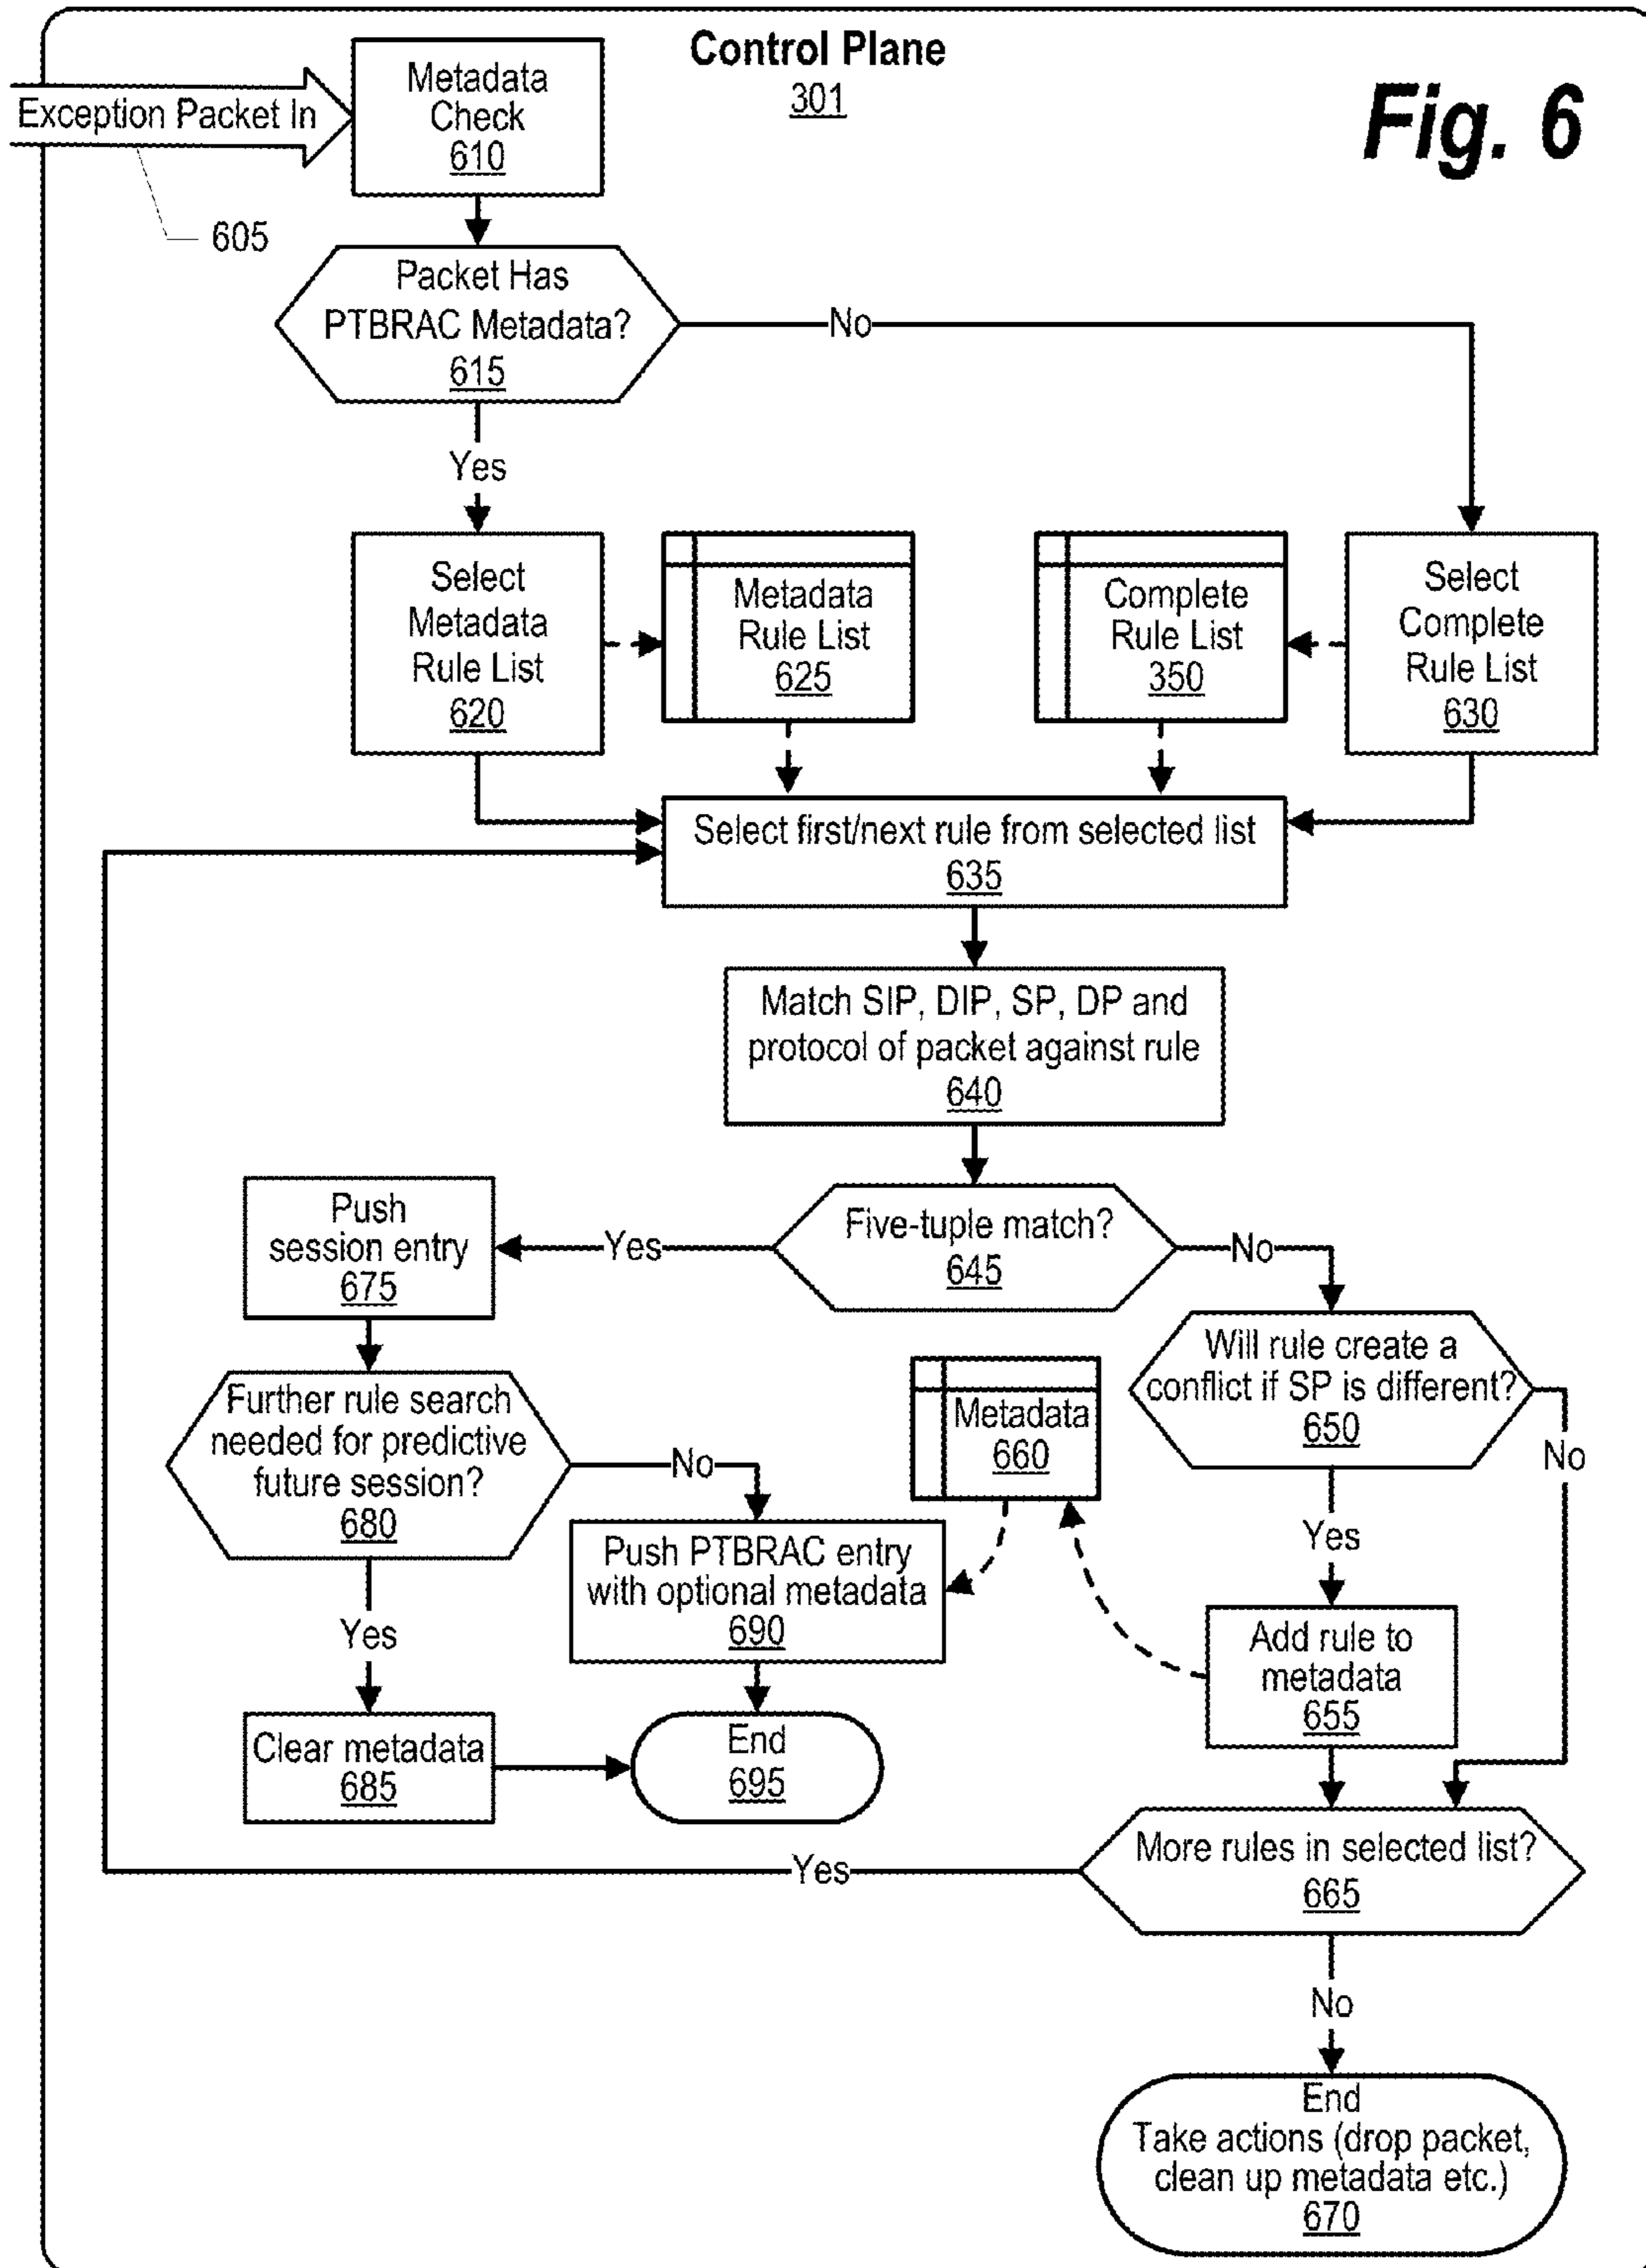 Control Plane
301
Fig. 6
Exception Packet In
605
Metadata
Check
610
Packet Has
PTBRAC Metadata?
615
No
Yes
Select
Metadata
Rule List
620
Metadata
Rule List
625
Complete
Rule List
350
Select
Complete
Rule List
630
Select first/next rule from selected list
635
Match SIP, DIP, SP, DP and
protocol of packet against rule
640
Five-tuple match?
645
Yes
No
Push
session entry
675
Will rule create a
conflict if SP is different?
650
No
Yes
Further rule search
needed for predictive
future session?
680
No
Yes
Metadata
660
Push PTBRAC entry
with optional metadata
690
Add rule to
metadata
655
Clear metadata
685
End
695
More rules in selected list?
665
Yes
No
End
Take actions (drop packet,
clean up metadata etc.)
670